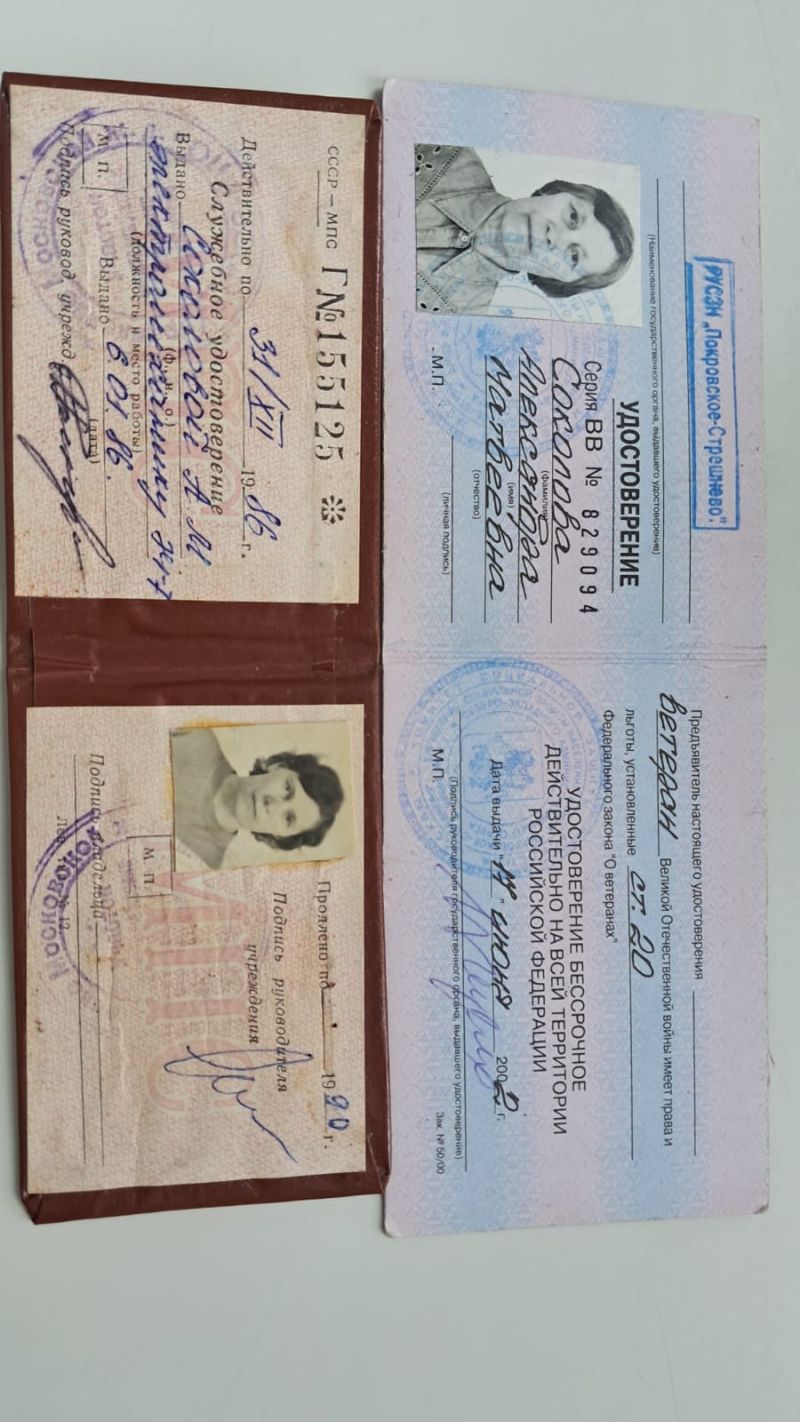 РУСЗН „Покровское-Стрешнево".
(Наименование государственного органа, выдавшего удостоверение)
УДОСТОВЕРЕНИЕ
Серия ВВ № 829094
Соколова
(фамилия)
Александра
(имя)
Матвеевна
(отчество)
- М.П.
(личная подпись)
Предъявитель настоящего удостоверения
ветеран Великой Отечественной войны имеет права и
льготы, установленные ст. 20
Федерального закона "О ветеранах"
УДОСТОВЕРЕНИЕ БЕССРОЧНОЕ
ДЕЙСТВИТЕЛЬНО НА ВСЕЙ ТЕРРИТОРИИ
РОССИЙСКОЙ ФЕДЕРАЦИИ
Дата выдачи " " июня 2002 г.
(Подпись руководителя государственного органа, выдавшего удостоверение)
М.П.
Зак. № 50/00
СССР — МПС Г№155125 *
Действительно по 31/XII 1986 г.
Служебное удостоверение
Выдано Соколовой А М
(Ф., и., о.)
(должность и место работы)
М. П. Выдано 6 01 86.
(дата)
Подпись руковод. учрежд
Продлено по 1990 г.
Подпись руководителя
учреждения
М П
Подпись владельца